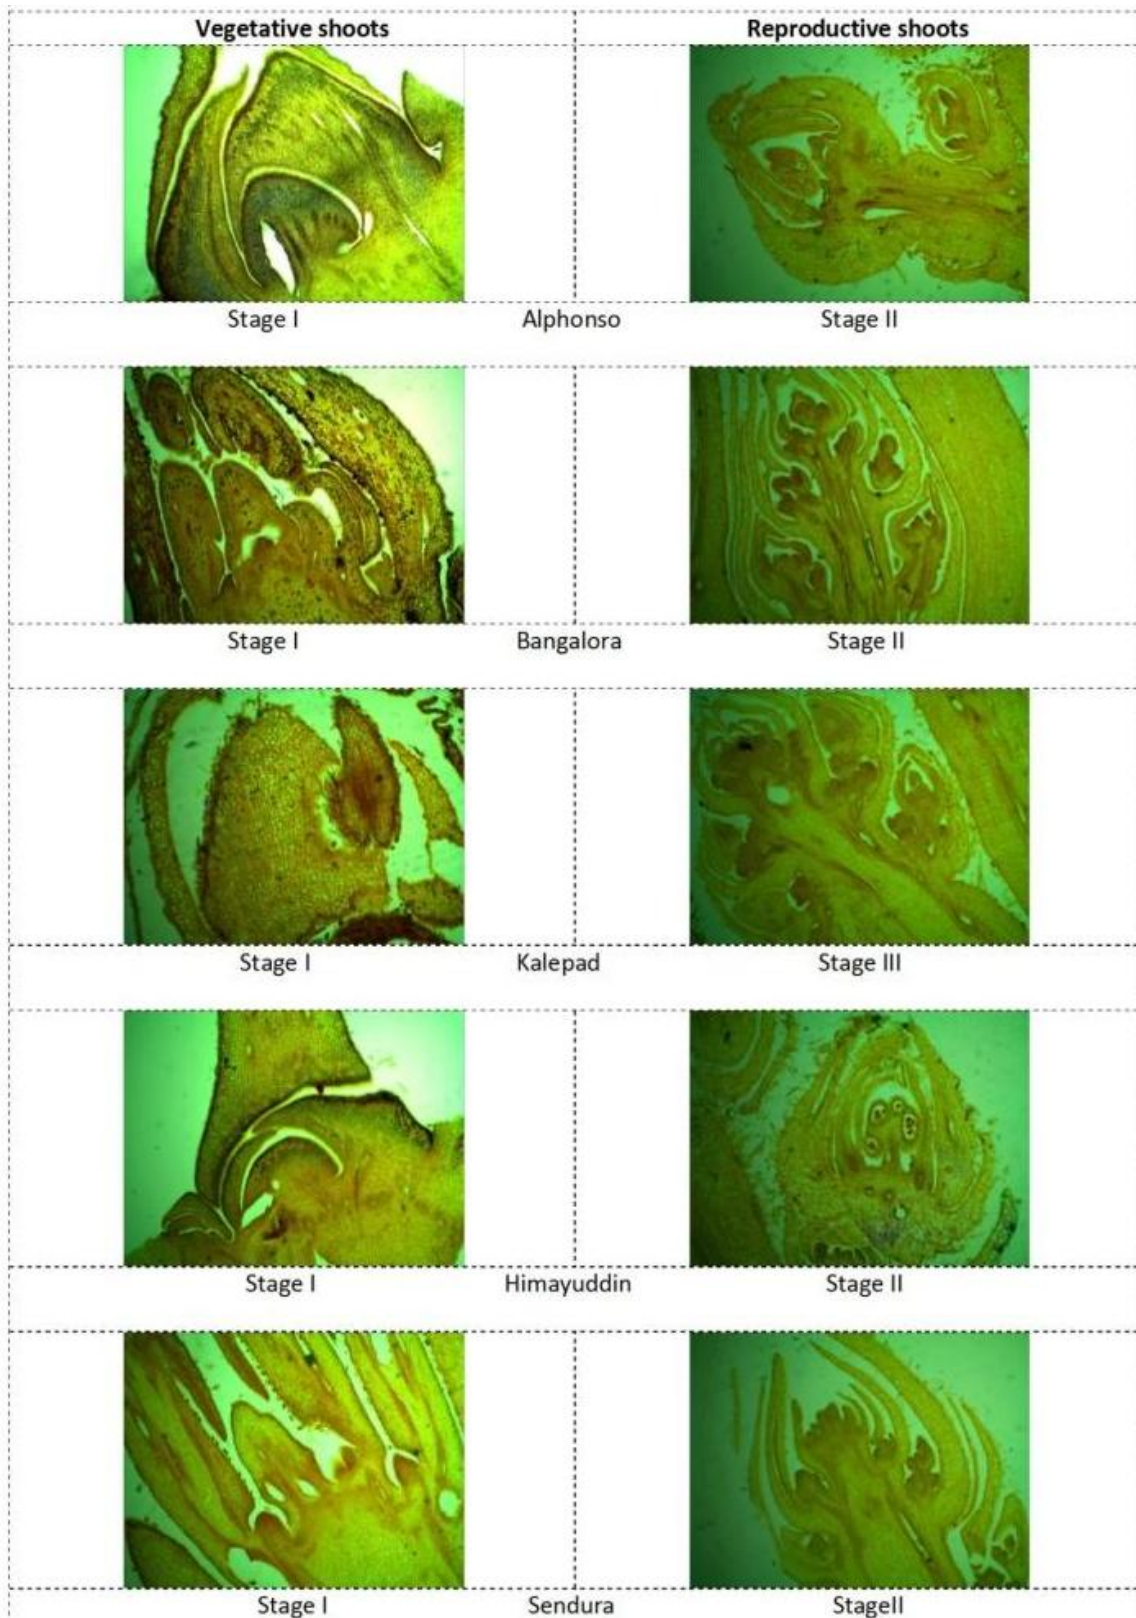 Vegetative shoots Reproductive shoots
Stage I Alphonso Stage II
Stage I Bangalora Stage II
Stage I Kalepad Stage III
Stage I Himayuddin Stage II
Stage I Sendura StageII